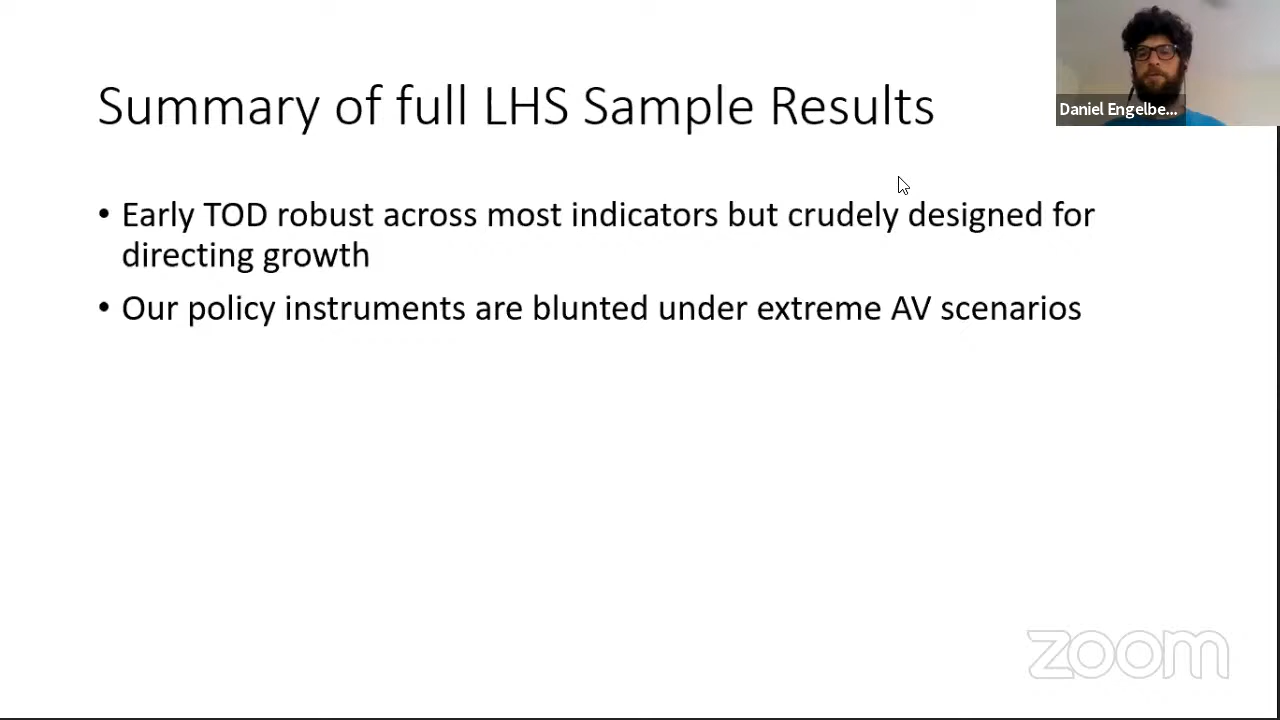 Summary of full LHS Sample Results
Daniel Engelbe...
• Early TOD robust across most indicators but crudely designed for
directing growth
• Our policy instruments are blunted under extreme AV scenarios
zoom